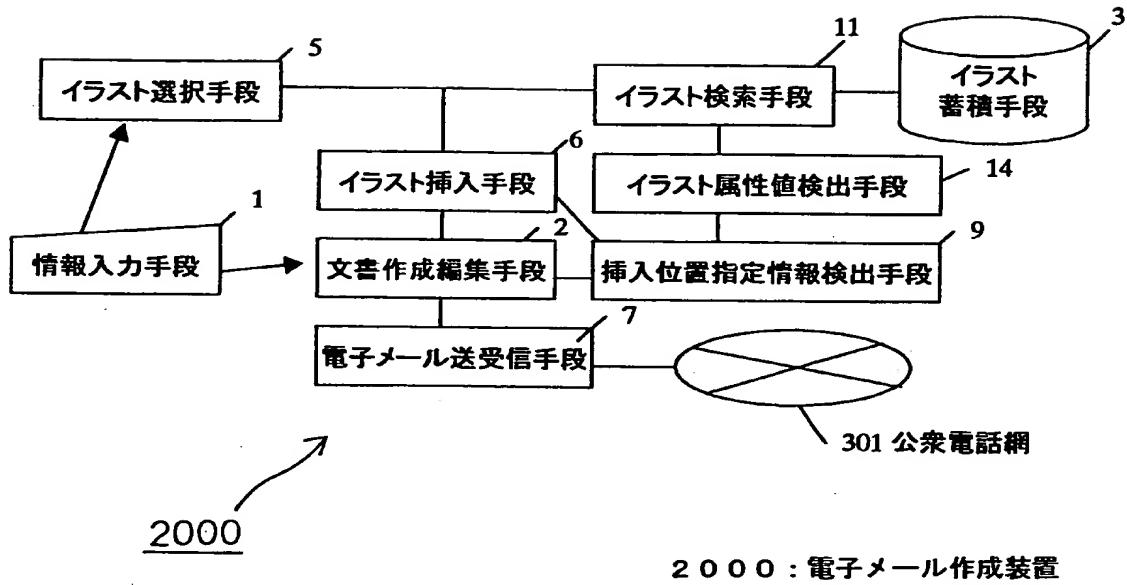 5
イラスト選択手段
11
イラスト検索手段
3
イラスト
蓄積手段
6
イラスト挿入手段
イラスト属性値検出手段
14
1
情報入力手段
2
文書作成編集手段
9
挿入位置指定情報検出手段
7
電子メール送受信手段
301 公衆電話網
2000
2000：電子メール作成装置